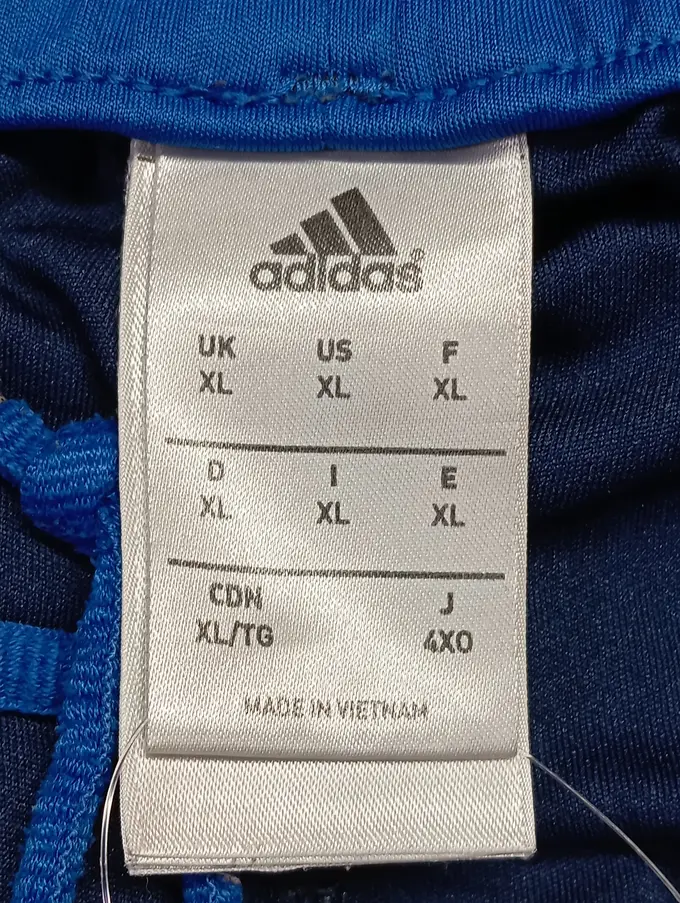 adidas®
UK US F
XL XL XL
D I E
XL XL XL
CDN J
XL/TG 4XO
MADE IN VIETNAM